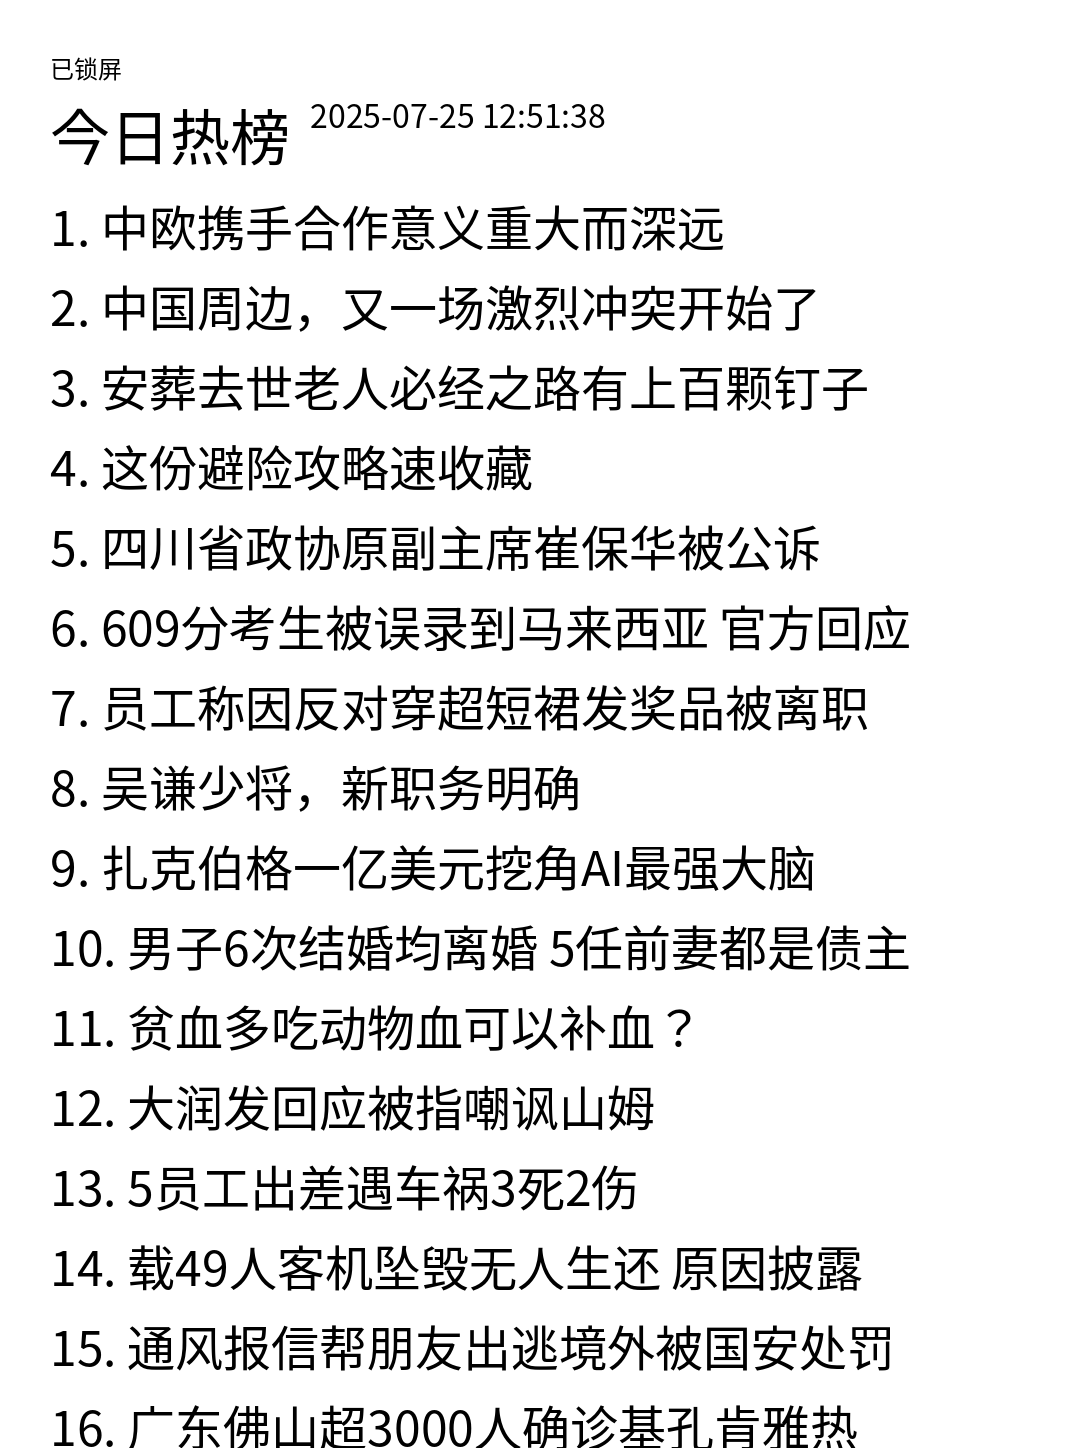 已锁屏
今日热榜 2025-07-25 12:51:38
1. 中欧携手合作意义重大而深远
2. 中国周边，又一场激烈冲突开始了
3. 安葬去世老人必经之路有上百颗钉子
4. 这份避险攻略速收藏
5. 四川省政协原副主席崔保华被公诉
6. 609分考生被误录到马来西亚 官方回应
7. 员工称因反对穿超短裙发奖品被离职
8. 吴谦少将，新职务明确
9. 扎克伯格一亿美元挖角AI最强大脑
10. 男子6次结婚均离婚 5任前妻都是债主
11. 贫血多吃动物血可以补血？
12. 大润发回应被指嘲讽山姆
13. 5员工出差遇车祸3死2伤
14. 载49人客机坠毁无人生还 原因披露
15. 通风报信帮朋友出逃境外被国安处罚
16. 广东佛山超3000人确诊基孔肯雅热